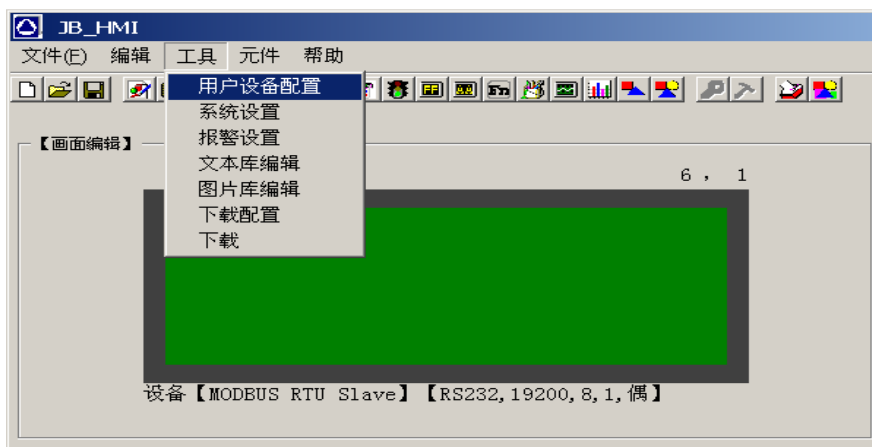 JB_HMI
文件(F) 编辑 工具 元件 帮助
用户设备配置
系统设置
报警设置
文本库编辑
图片库编辑
下载配置
下载
【画面编辑】
6 , 1
设备【MODBUS RTU Slave】【RS232,19200,8,1,偶】